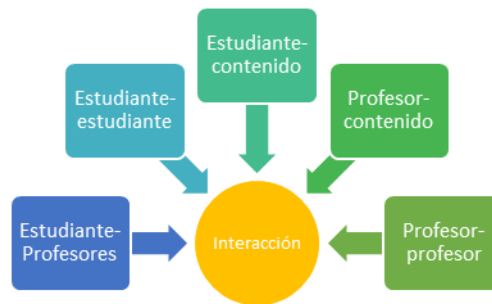 Estudiante-
contenido
Estudiante-
estudiante
Profesor-
contenido
Estudiante-
Profesores
Interacción
Profesor-
profesor